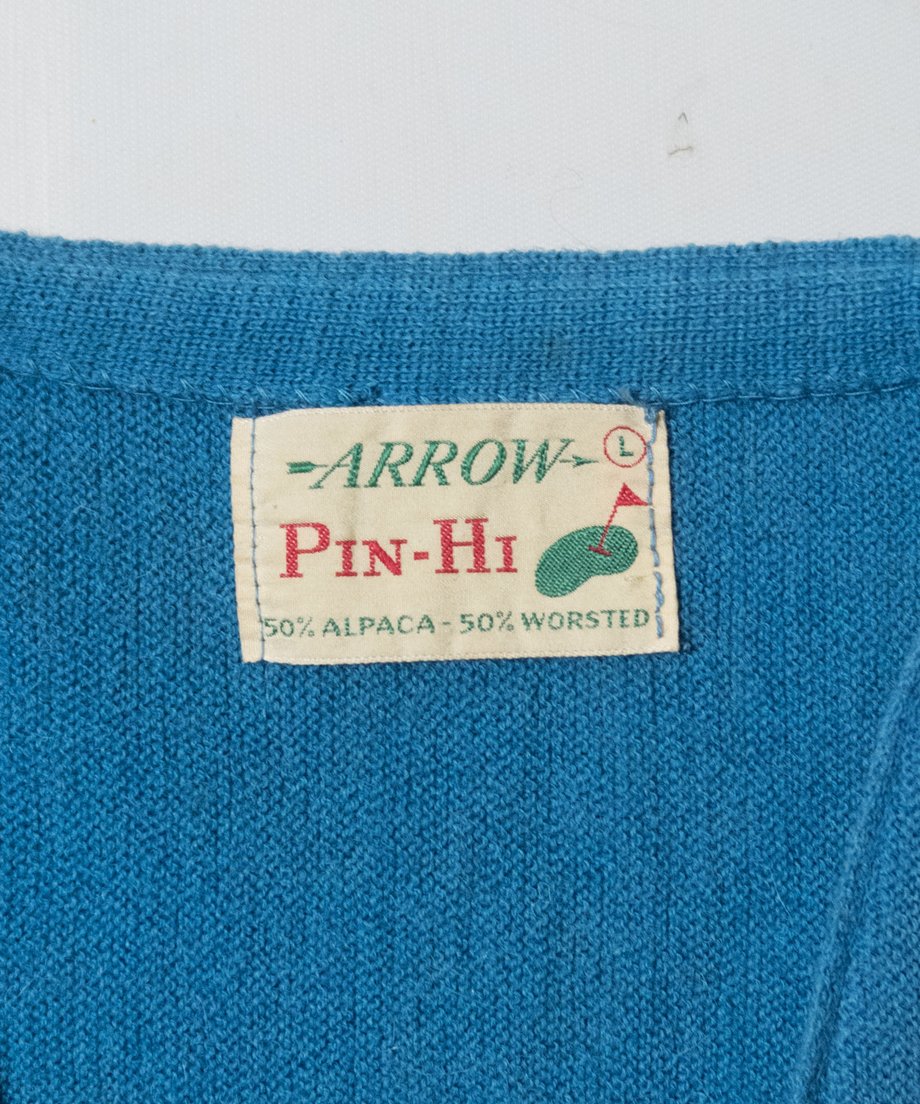 ARROW L
PIN-HI
50% ALPACA - 50% WORSTED